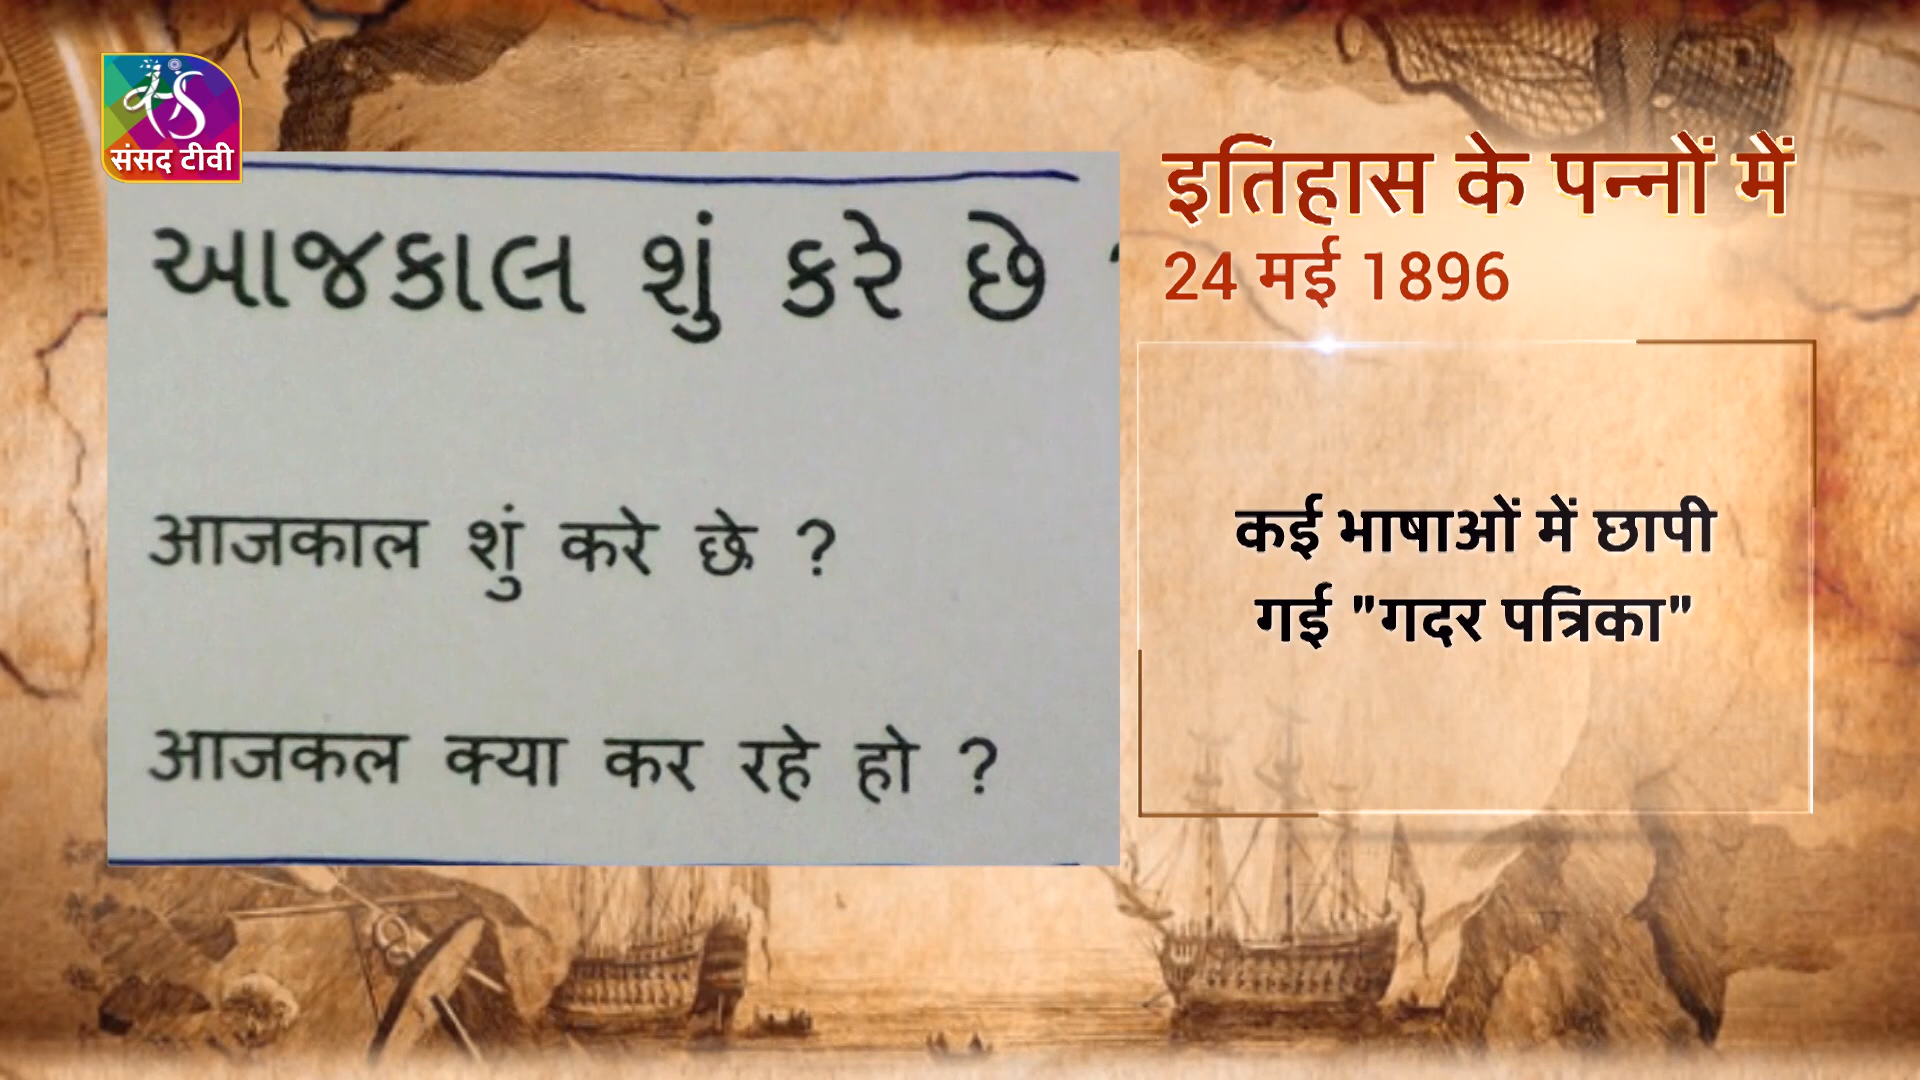 संसद टीवी
આજકાલ શું કરે છે
आजकाल शुं करे छे ?
आजकल क्या कर रहे हो ?
इतिहास के पन्नों में
24 मई 1896
कई भाषाओं में छापी
गई "गदर पत्रिका"